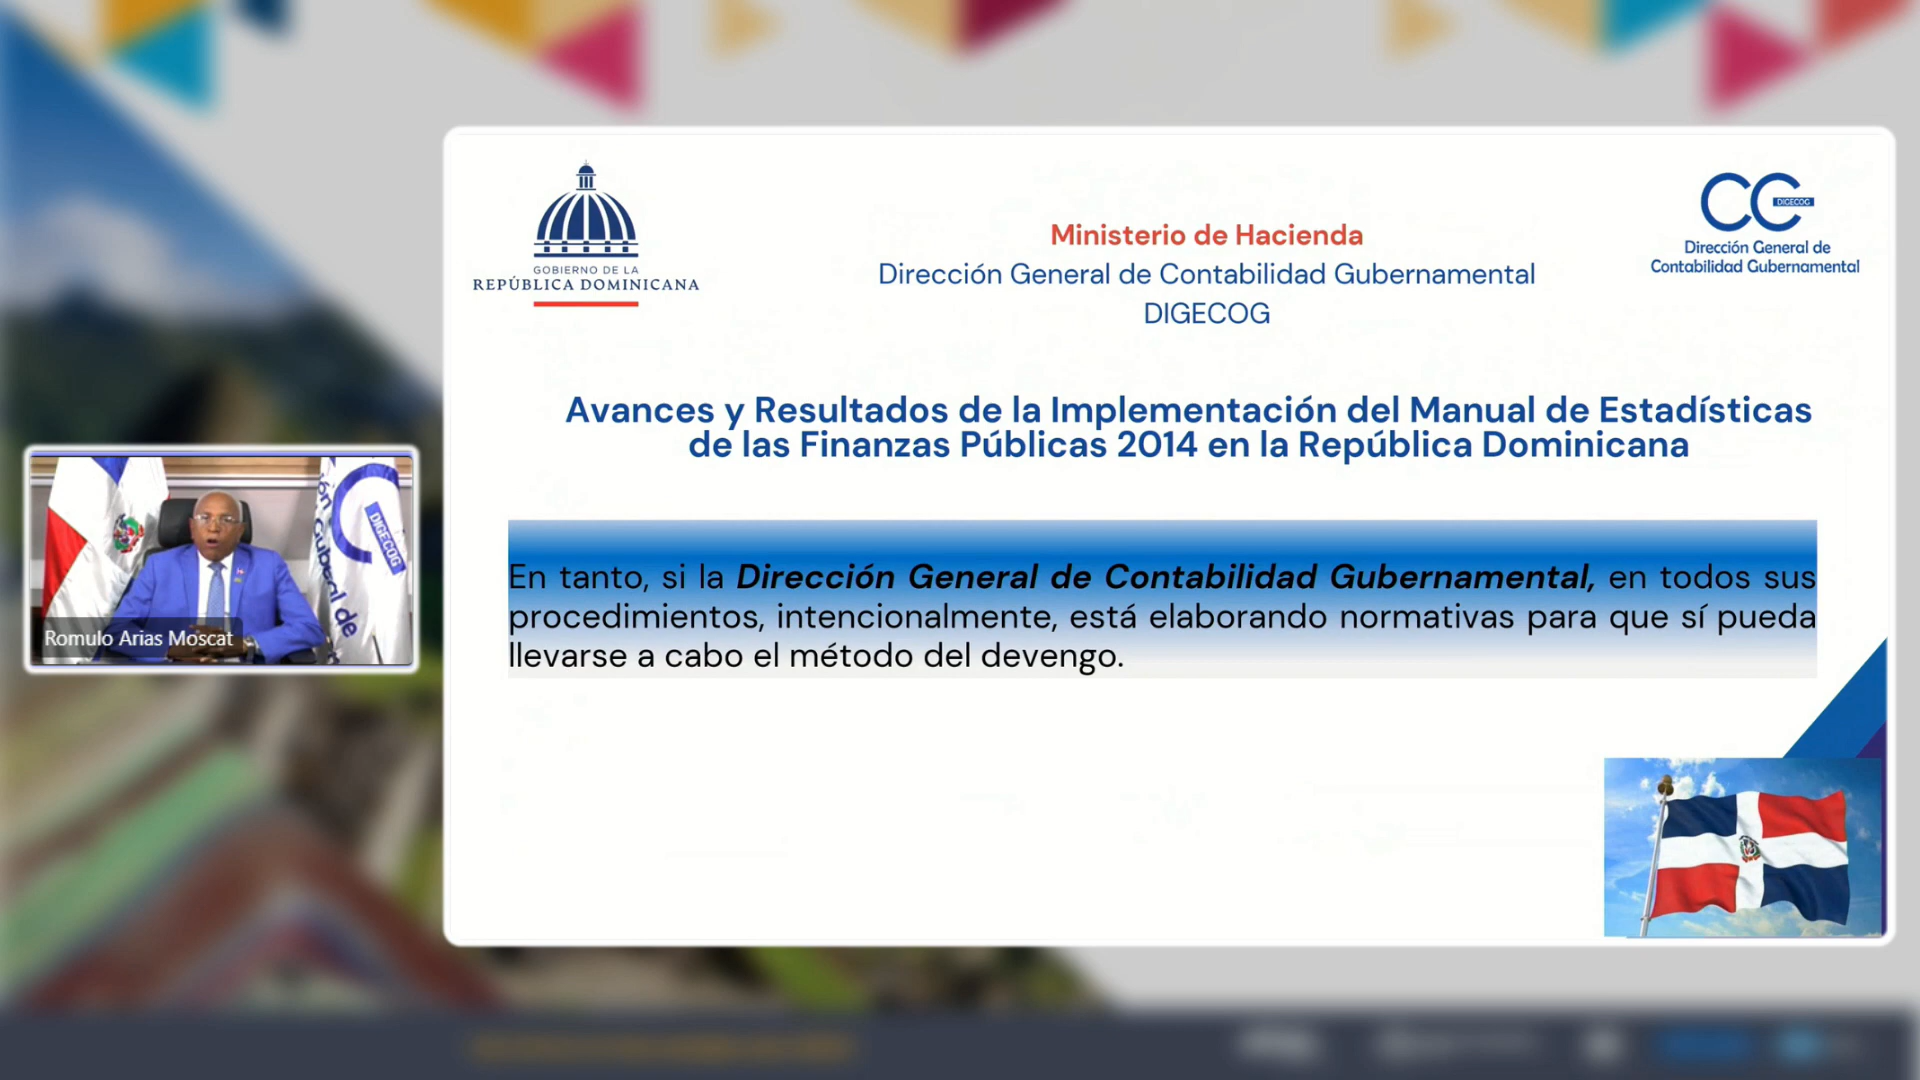 GOBIERNO DE LA
REPÚBLICA DOMINICANA
Ministerio de Hacienda
Dirección General de Contabilidad Gubernamental
DIGECOG
DIGECOG
Dirección General de
Contabilidad Gubernamental
Avances y Resultados de la Implementación del Manual de Estadísticas
de las Finanzas Públicas 2014 en la República Dominicana
En tanto, si la Dirección General de Contabilidad Gubernamental, en todos sus
procedimientos, intencionalmente, está elaborando normativas para que sí pueda
llevarse a cabo el método del devengo.
DIGECOG
ón Gubernamental de
Romulo Arias Moscat